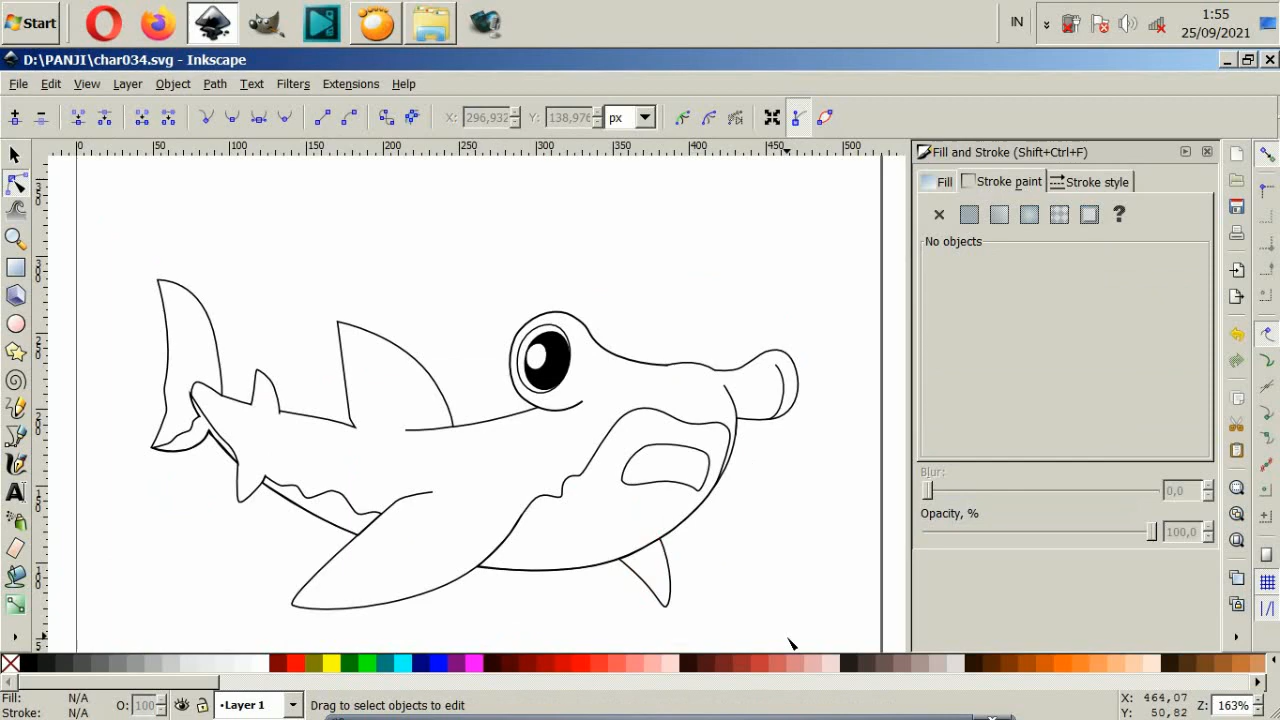 Start
IN
1:55
25/09/2021
D:\PANJI\char034.svg - Inkscape
File Edit View Layer Object Path Text Filters Extensions Help
X: 296,932 Y: 138,976 px
0 50 100 150 200 250 300 350 400 450 500
Fill and Stroke (Shift+Ctrl+F)
Fill Stroke paint Stroke style
?
No objects
Blur:
0,0
Opacity, %
100,0
A
Fill: N/A
Stroke: N/A
O: 100
•Layer 1
Drag to select objects to edit
X: 464,07
Y: 50,82
Z: 163%